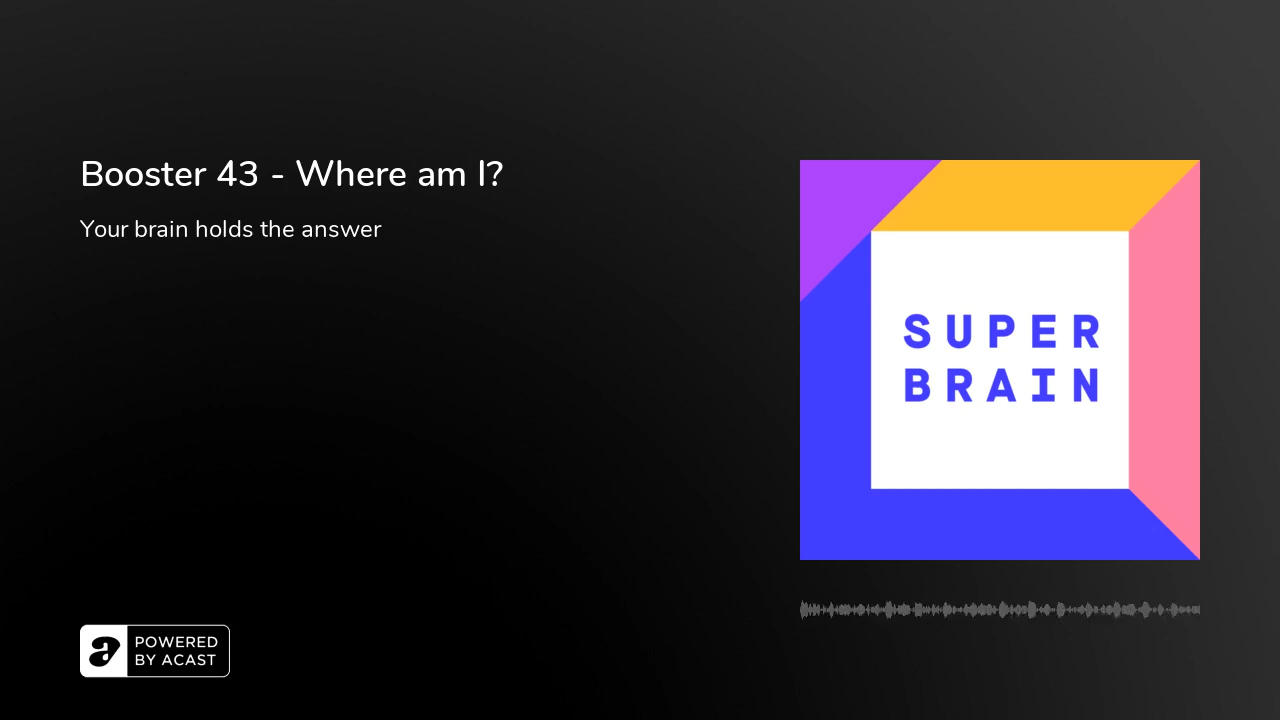 Booster 43 - Where am I?
Your brain holds the answer
SUPER
BRAIN
POWERED
BY ACAST